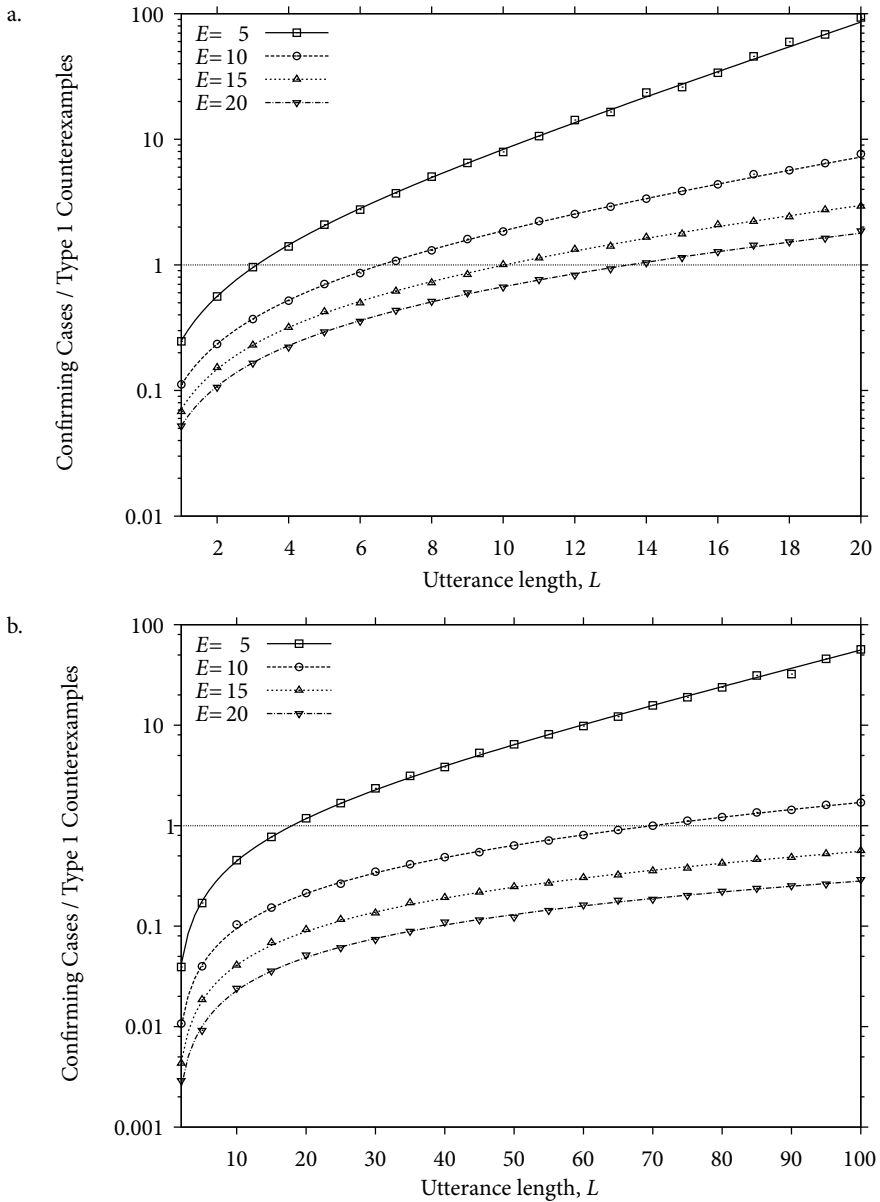 a.
Confirming Cases / Type 1 Counterexamples
100
10
1
0.1
0.01
E= 5
E= 10
E= 15
E= 20
2 4 6 8 10 12 14 16 18 20
Utterance length, L
b.
Confirming Cases / Type 1 Counterexamples
100
10
1
0.1
0.01
0.001
E= 5
E= 10
E= 15
E= 20
10 20 30 40 50 60 70 80 90 100
Utterance length, L